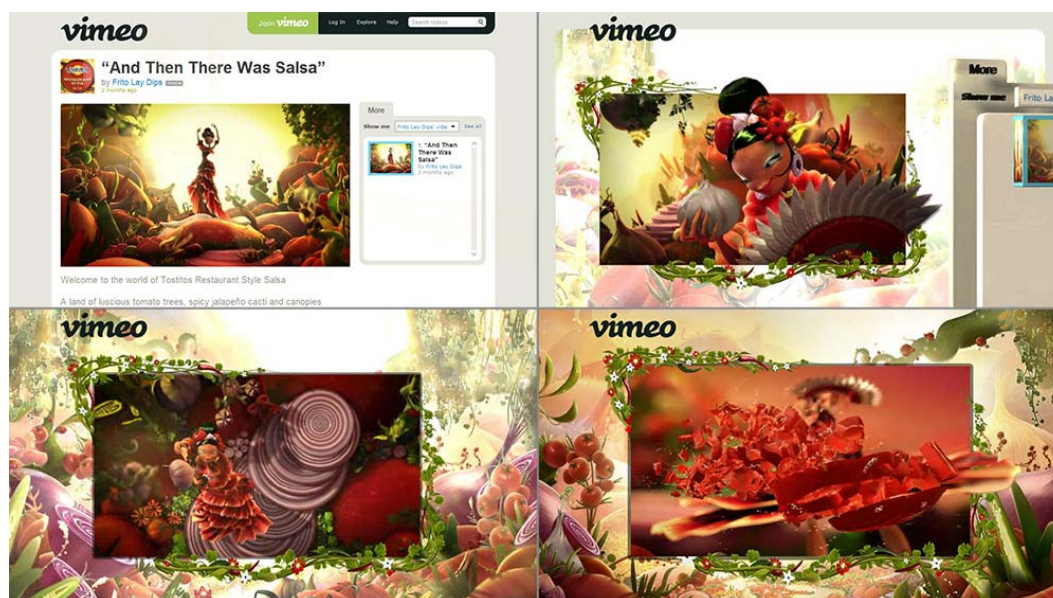 vimeo
Join vimeo Log In Explore Help Search Videos
“And Then There Was Salsa”
by Frito Lay Dips
2 months ago
More
Show me Frito Lay Dips' vide See all
1. “And Then
There Was
Salsa”
by Frito Lay Dips
2 months ago
Welcome to the world of Tostitos Restaurant Style Salsa
A land of luscious tomato trees, spicy jalapeño cacti and canopies
vimeo
More
Show me Frito La
vimeo
vimeo